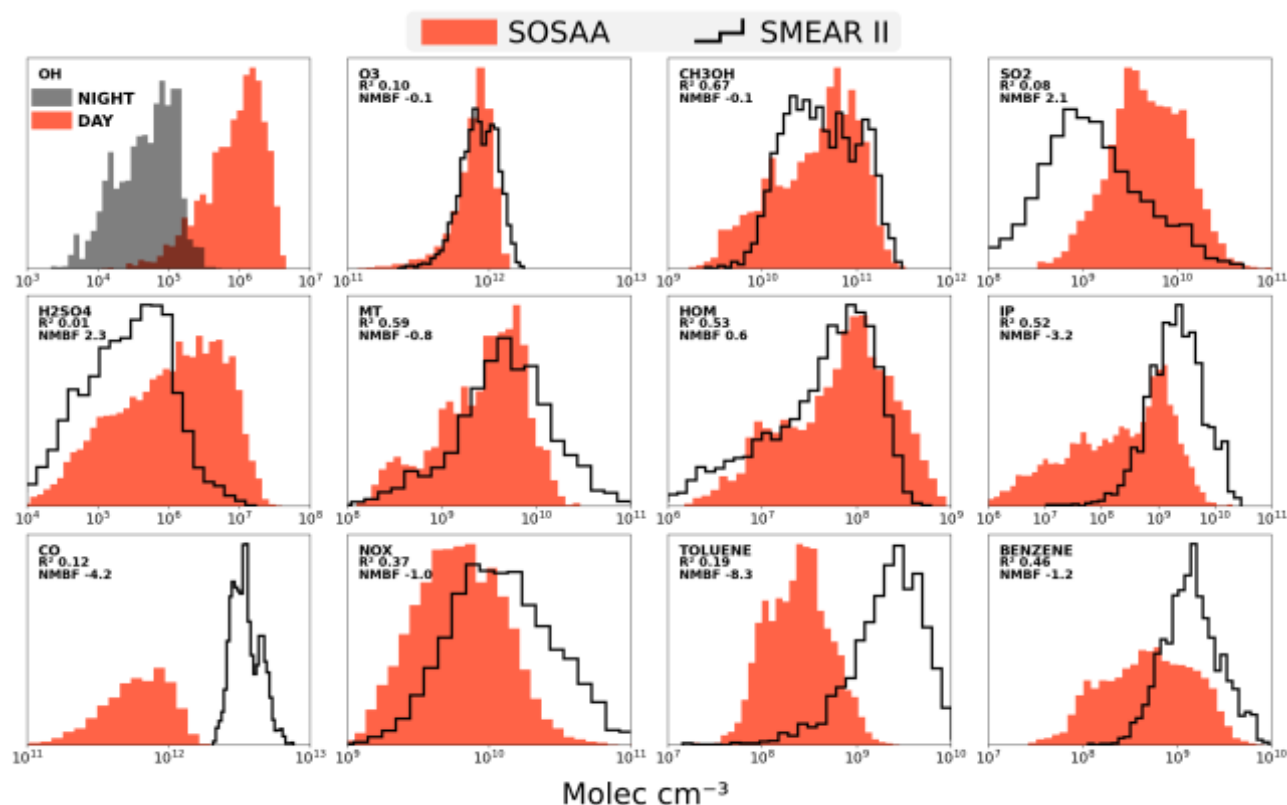 SOSAA SMEAR II
OH
NIGHT
DAY
10³ 10⁴ 10⁵ 10⁶ 10⁷
O3
R² 0.10
NMBF -0.1
10¹¹ 10¹² 10¹³
CH3OH
R² 0.67
NMBF -0.1
10⁹ 10¹⁰ 10¹¹ 10¹²
SO2
R² 0.08
NMBF 2.1
10⁸ 10⁹ 10¹⁰ 10¹¹
H2SO4
R² 0.01
NMBF 2.3
10⁴ 10⁵ 10⁶ 10⁷ 10⁸
MT
R² 0.59
NMBF -0.8
10⁸ 10⁹ 10¹⁰ 10¹¹
HOM
R² 0.53
NMBF 0.6
10⁶ 10⁷ 10⁸ 10⁹
IP
R² 0.52
NMBF -3.2
10⁶ 10⁷ 10⁸ 10⁹ 10¹⁰ 10¹¹
CO
R² 0.12
NMBF -4.2
10¹¹ 10¹² 10¹³
NOX
R² 0.37
NMBF -1.0
10⁹ 10¹⁰ 10¹¹
TOLUENE
R² 0.19
NMBF -8.3
10⁷ 10⁸ 10⁹ 10¹⁰
BENZENE
R² 0.46
NMBF -1.2
10⁷ 10⁸ 10⁹ 10¹⁰
Molec cm⁻³